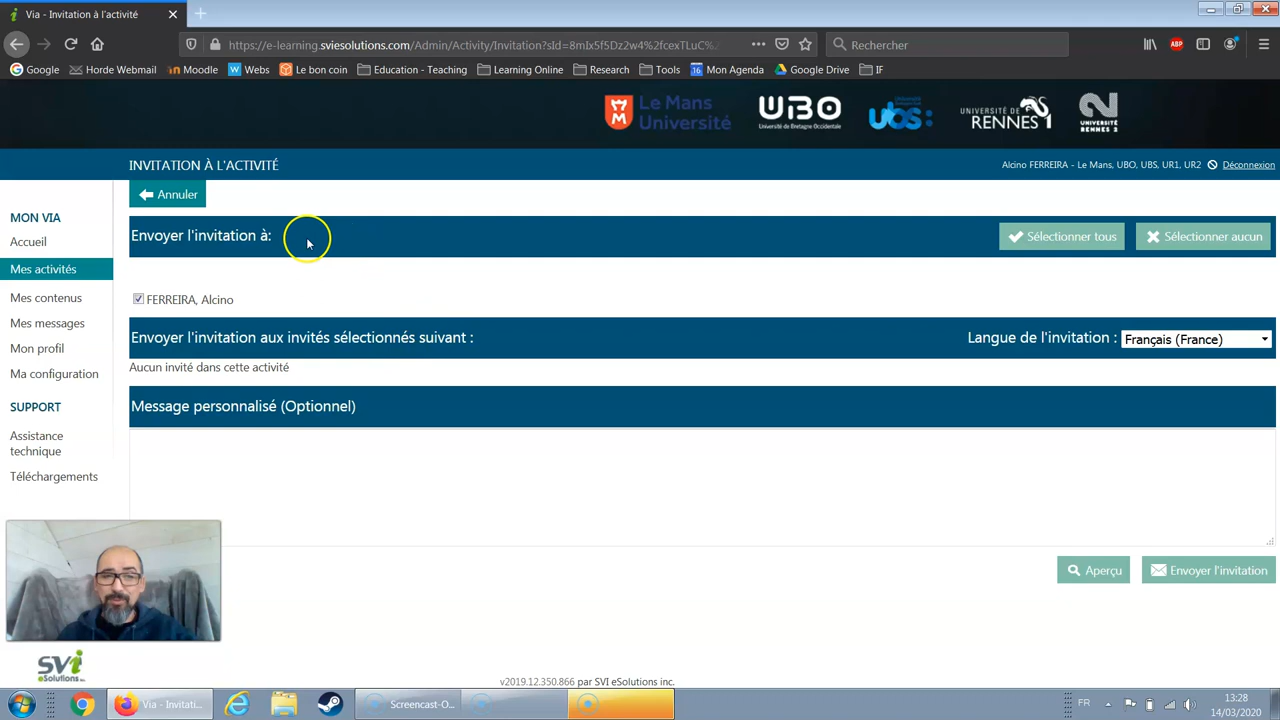 Via - Invitation à l'activité
https://e-learning.sviesolutions.com/Admin/Activity/Invitation?sId=8mIx5f5Dz2w4%2fcexTLuC%
Rechercher
ABP
Google
Horde Webmail
Moodle
Webs
Le bon coin
Education - Teaching
Learning Online
Research
Tools
16 Mon Agenda
Google Drive
IF
Le Mans Université
UBO
Université de Bretagne Occidentale
UBS
UNIVERSITÉ DE RENNES 1
UNIVERSITÉ RENNES 2
INVITATION À L'ACTIVITÉ
Alcino FERREIRA - Le Mans, UBO, UBS, UR1, UR2
Déconnexion
Annuler
MON VIA
Accueil
Mes activités
Mes contenus
Mes messages
Mon profil
Ma configuration
SUPPORT
Assistance technique
Téléchargements
Envoyer l'invitation à:
Sélectionner tous
Sélectionner aucun
FERREIRA, Alcino
Envoyer l'invitation aux invités sélectionnés suivant :
Langue de l'invitation :
Français (France)
Aucun invité dans cette activité
Message personnalisé (Optionnel)
Aperçu
Envoyer l'invitation
SVi
eSolutions inc.
v2019.12.350.866 par SVI eSolutions inc.
Via - Invitati...
Screencast-O...
FR
13:28
14/03/2020